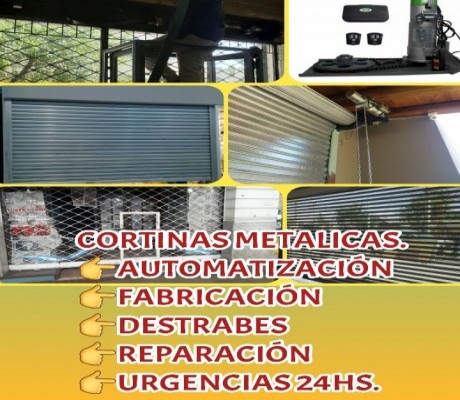 CORTINAS METALICAS.
👉AUTOMATIZACIÓN
👉FABRICACIÓN
👉DESTRABES
👉REPARACIÓN
👉URGENCIAS 24HS.